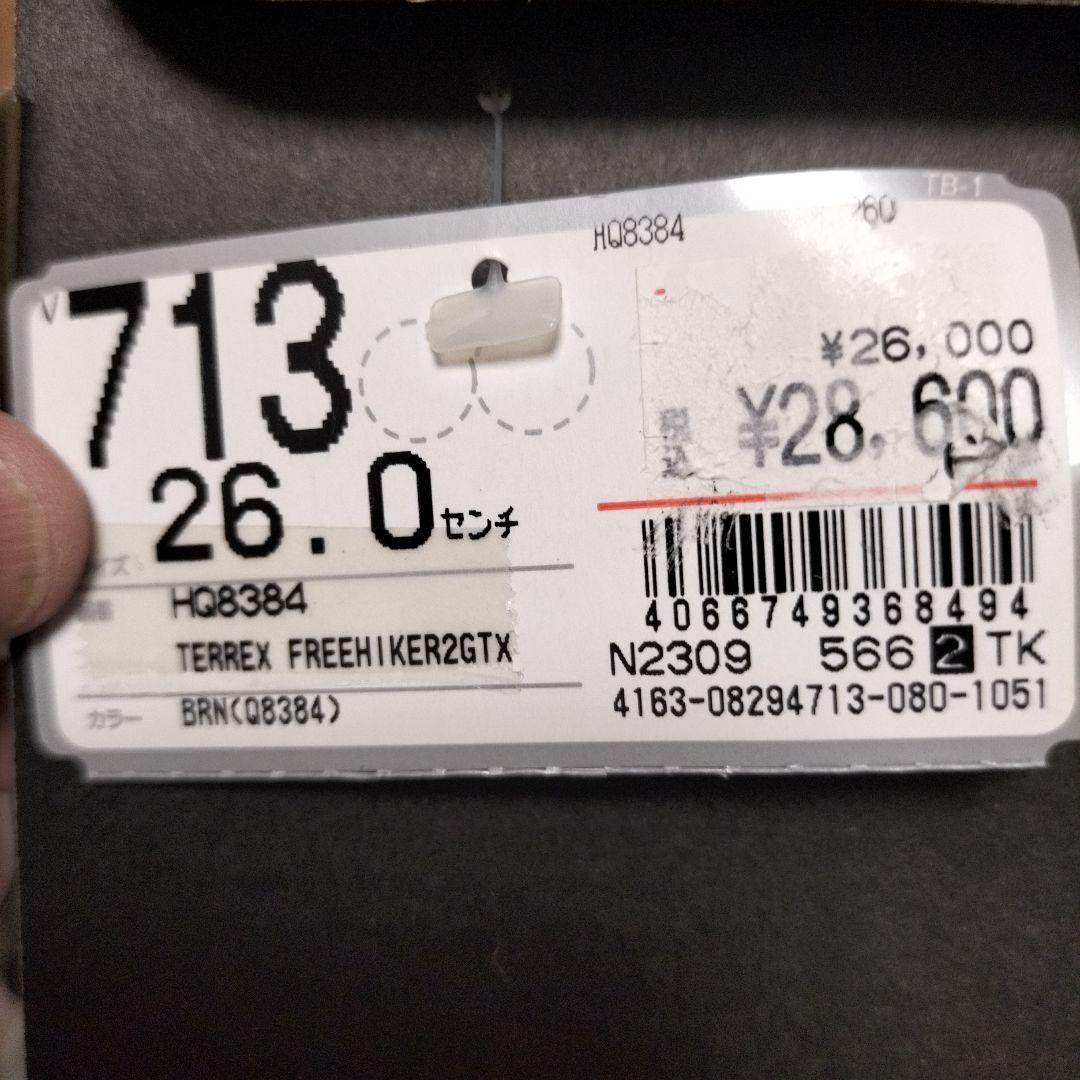 TB-1
HQ8384 260
V 713
26.0センチ
¥26,000
¥28,600
HQ8384
TERREX FREEHIKER2GTX
カラー BRN(Q8384)
4066749368494
N2309 566 2 TK
4163-08294713-080-1051